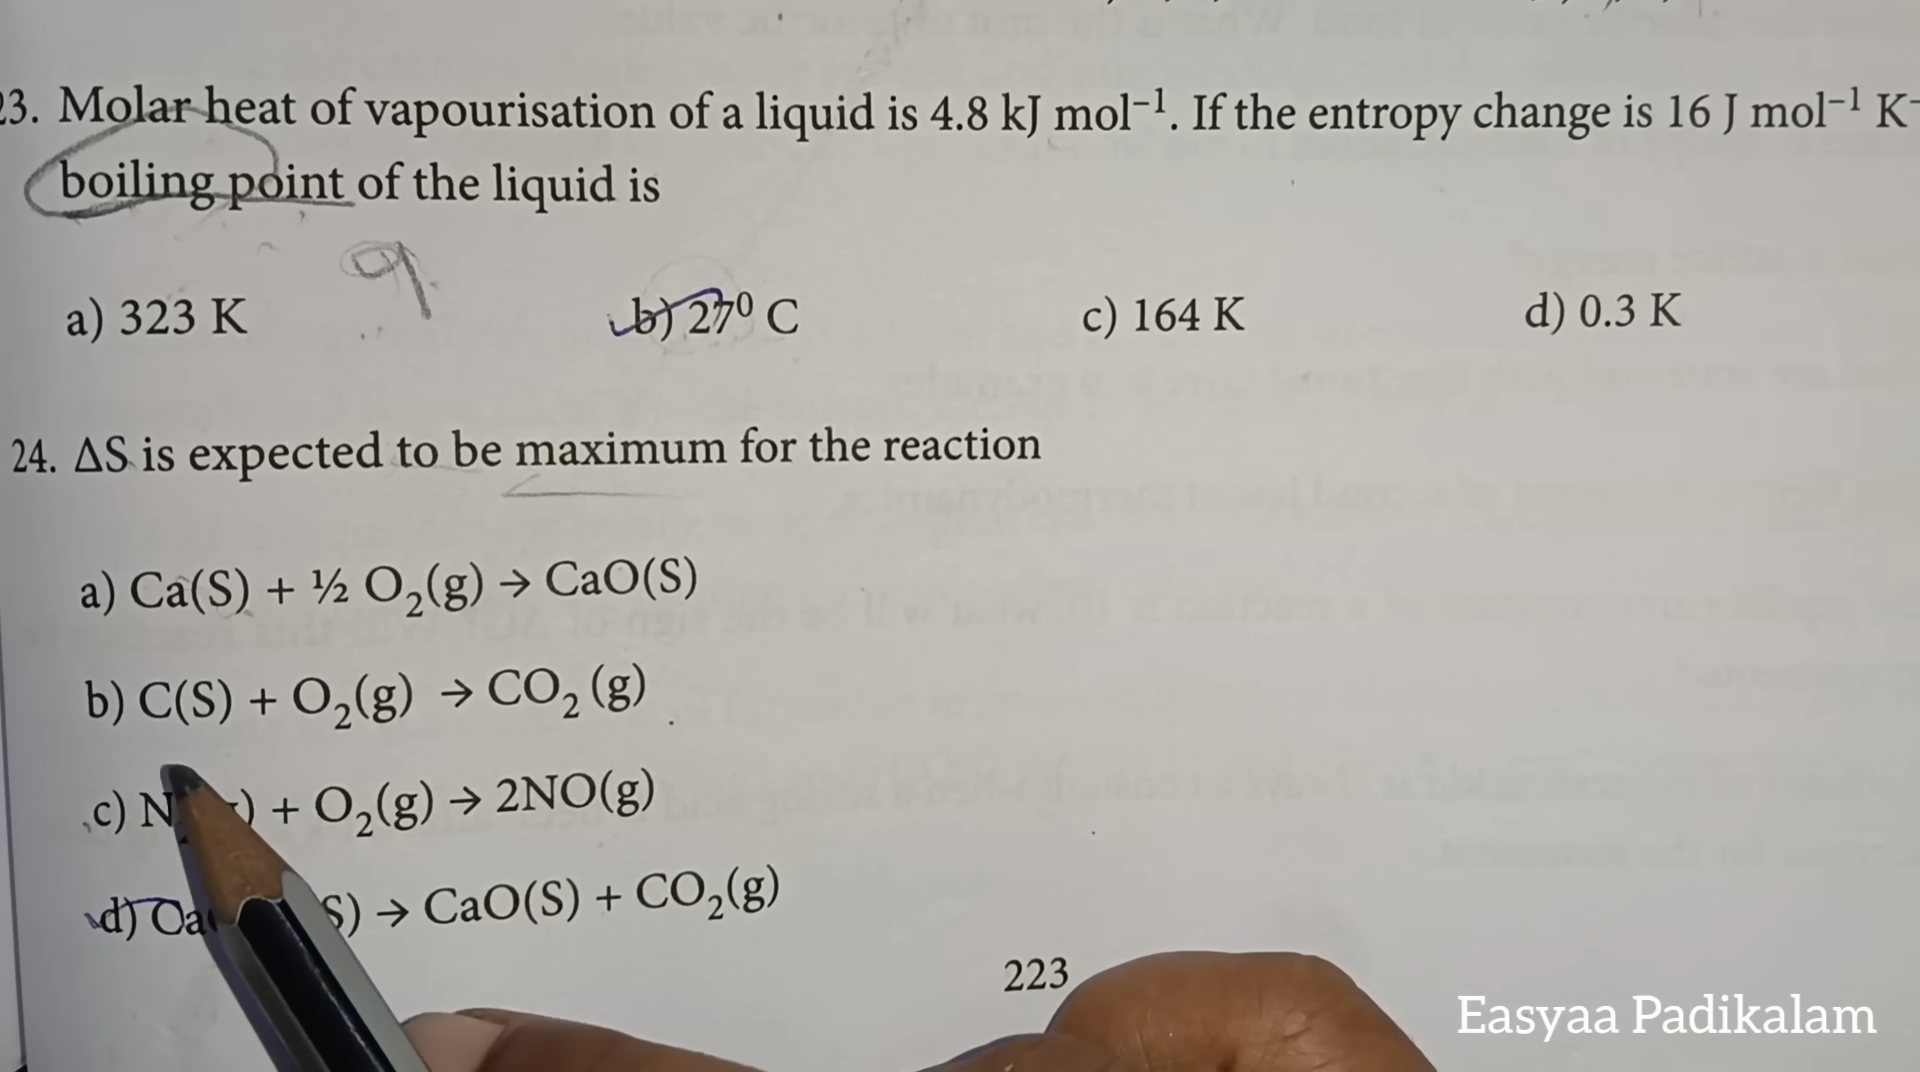 23. Molar heat of vapourisation of a liquid is 4.8 kJ mol⁻¹. If the entropy change is 16 J mol⁻¹ K⁻
boiling point of the liquid is
a) 323 K b) 27⁰ C c) 164 K d) 0.3 K
24. ΔS is expected to be maximum for the reaction
a) Ca(S) + ½ O₂(g) → CaO(S)
b) C(S) + O₂(g) → CO₂ (g)
c) N + O₂(g) → 2NO(g)
d) Ca S) → CaO(S) + CO₂(g)
223
Easyaa Padikalam